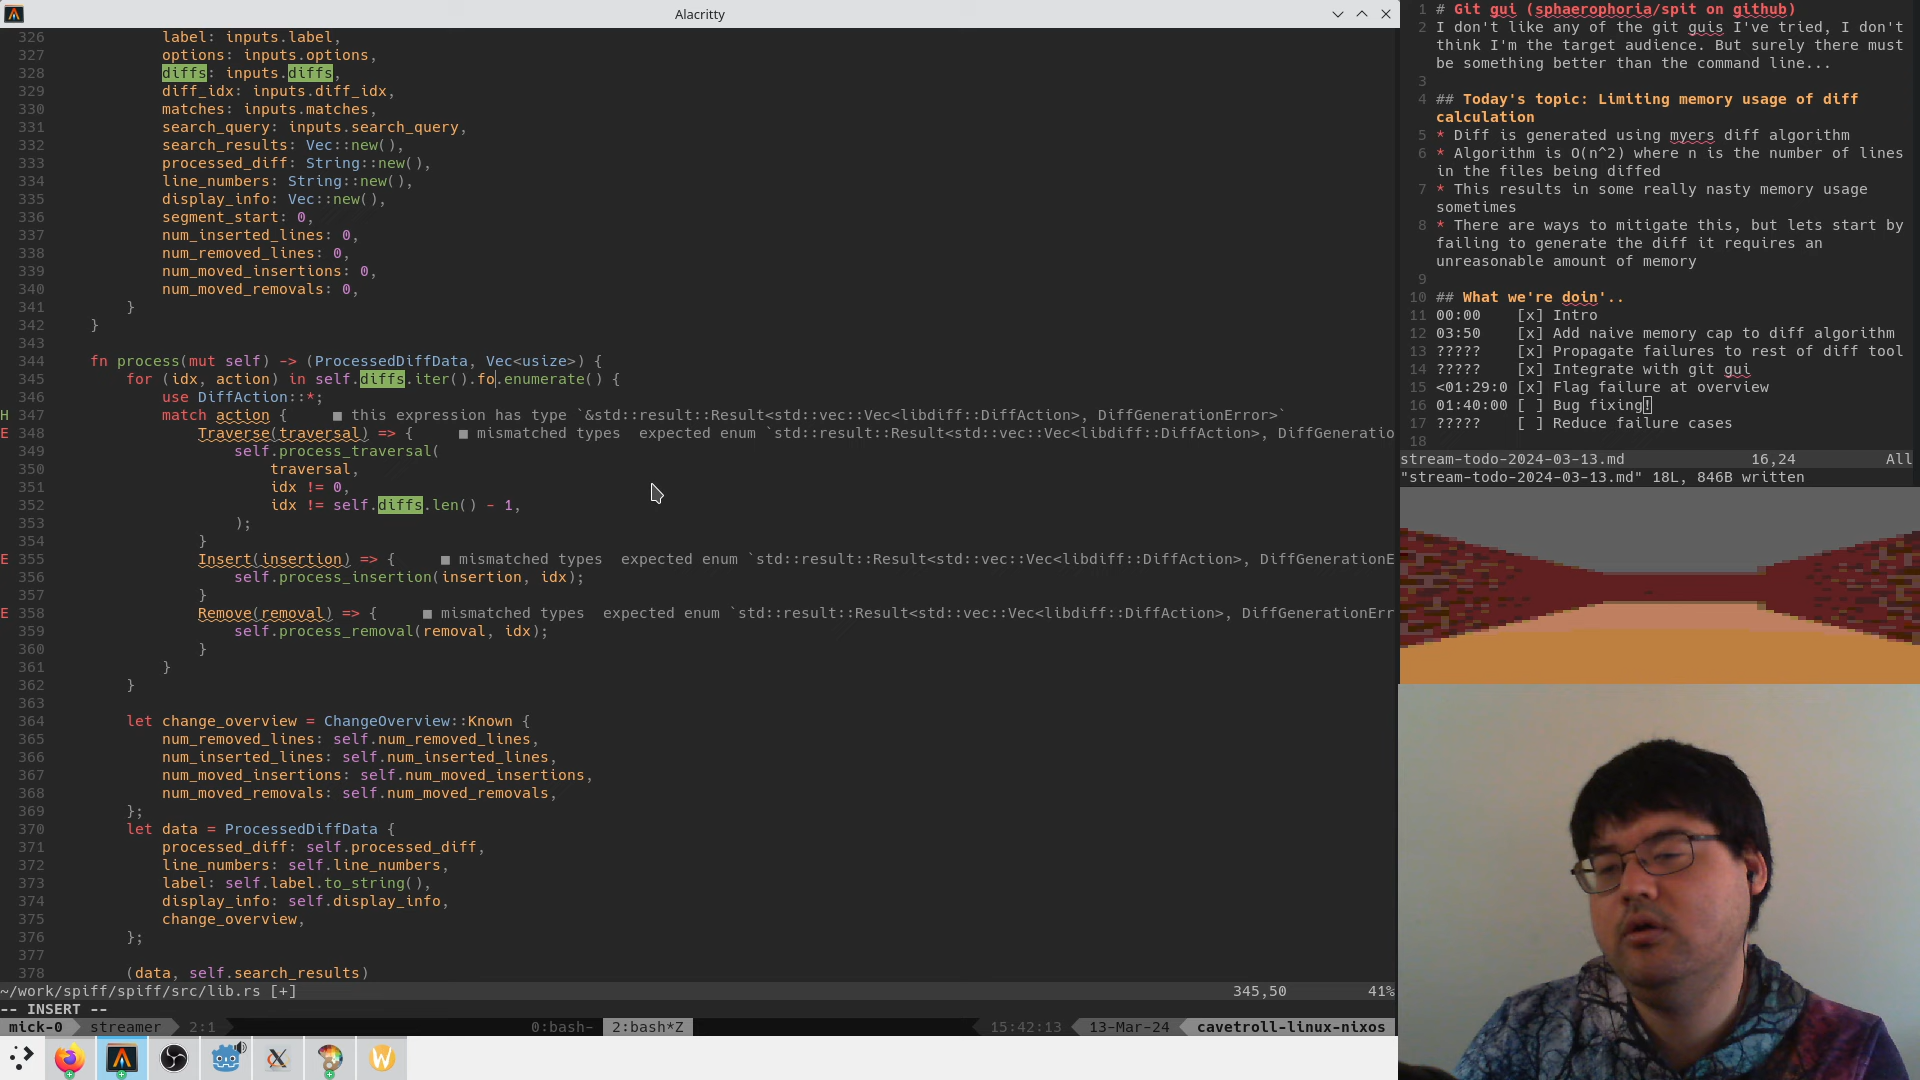 Alacritty
326 label: inputs.label,
327 options: inputs.options,
328 diffs: inputs.diffs,
329 diff_idx: inputs.diff_idx,
330 matches: inputs.matches,
331 search_query: inputs.search_query,
332 search_results: Vec::new(),
333 processed_diff: String::new(),
334 line_numbers: String::new(),
335 display_info: Vec::new(),
336 segment_start: 0,
337 num_inserted_lines: 0,
338 num_removed_lines: 0,
339 num_moved_insertions: 0,
340 num_moved_removals: 0,
341 }
342 }
343
344 fn process(mut self) -> (ProcessedDiffData, Vec<usize>) {
345 for (idx, action) in self.diffs.iter().fo.enumerate() {
346 use DiffAction::*;
H 347 match action { ■ this expression has type `&std::result::Result<std::vec::Vec<libdiff::DiffAction>, DiffGenerationError>`
E 348 Traverse(traversal) => { ■ mismatched types  expected enum `std::result::Result<std::vec::Vec<libdiff::DiffAction>, DiffGeneratio
349 self.process_traversal(
350 traversal,
351 idx != 0,
352 idx != self.diffs.len() - 1,
353 );
354 }
E 355 Insert(insertion) => { ■ mismatched types  expected enum `std::result::Result<std::vec::Vec<libdiff::DiffAction>, DiffGenerationE
356 self.process_insertion(insertion, idx);
357 }
E 358 Remove(removal) => { ■ mismatched types  expected enum `std::result::Result<std::vec::Vec<libdiff::DiffAction>, DiffGenerationErr
359 self.process_removal(removal, idx);
360 }
361 }
362 }
363
364 let change_overview = ChangeOverview::Known {
365 num_removed_lines: self.num_removed_lines,
366 num_inserted_lines: self.num_inserted_lines,
367 num_moved_insertions: self.num_moved_insertions,
368 num_moved_removals: self.num_moved_removals,
369 };
370 let data = ProcessedDiffData {
371 processed_diff: self.processed_diff,
372 line_numbers: self.line_numbers,
373 label: self.label.to_string(),
374 display_info: self.display_info,
375 change_overview,
376 };
377
378 (data, self.search_results)
~/work/spiff/spiff/src/lib.rs [+] 345,50 41%
-- INSERT --
mick-0 streamer 2:1 0:bash- 2:bash*Z 15:42:13 13-Mar-24 cavetroll-linux-nixos
1 # Git gui (sphaerophoria/spit on github)
2 I don't like any of the git guis I've tried, I don't
think I'm the target audience. But surely there must
be something better than the command line...
3
4 ## Today's topic: Limiting memory usage of diff
calculation
5 * Diff is generated using myers diff algorithm
6 * Algorithm is O(n^2) where n is the number of lines
in the files being diffed
7 * This results in some really nasty memory usage
sometimes
8 * There are ways to mitigate this, but lets start by
failing to generate the diff it requires an
unreasonable amount of memory
9
10 ## What we're doin'..
11 00:00 [x] Intro
12 03:50 [x] Add naive memory cap to diff algorithm
13 ????? [x] Propagate failures to rest of diff tool
14 ????? [x] Integrate with git gui
15 <01:29:0 [x] Flag failure at overview
16 01:40:00 [ ] Bug fixing!
17 ????? [ ] Reduce failure cases
18
stream-todo-2024-03-13.md 16,24 All
"stream-todo-2024-03-13.md" 18L, 846B written